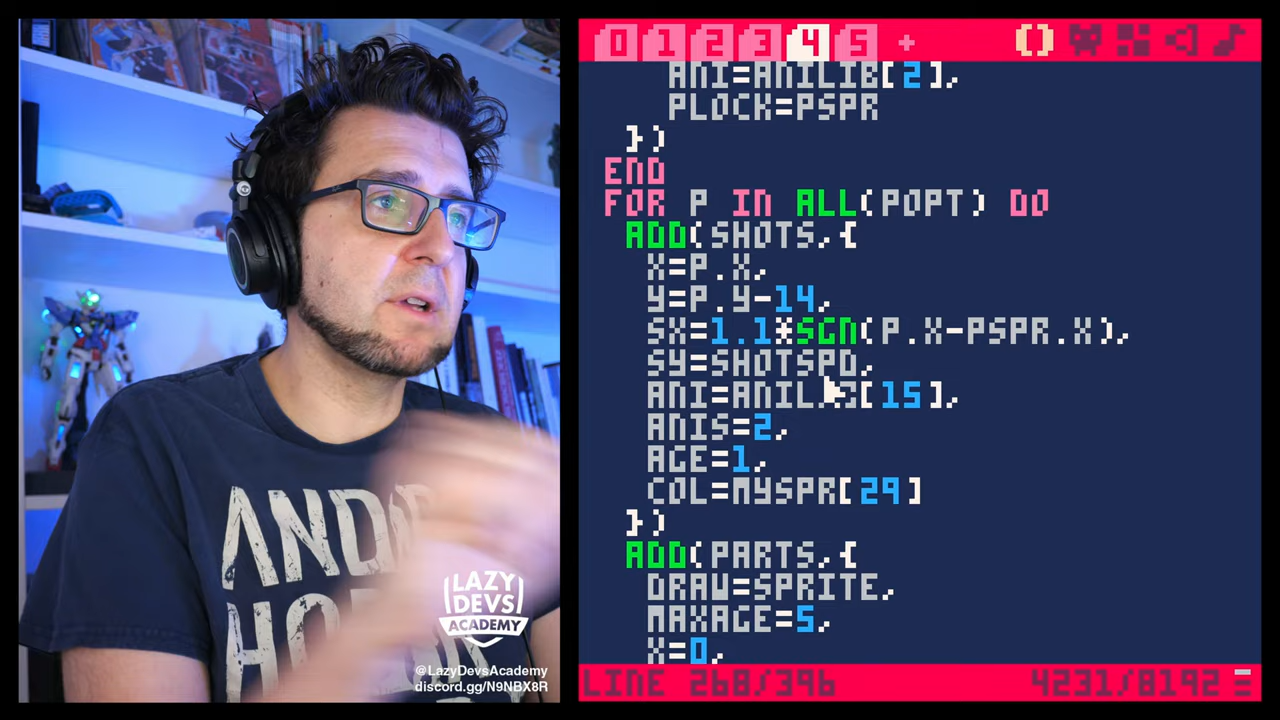 0 1 2 3 4 5 + ()
ANI=ANILIB[2],
PLOCK=PSPR
})
END
FOR P IN ALL(POPT) DO
ADD(SHOTS,{
X=P.X,
Y=P.Y-14,
SX=1.1*SGN(P.X-PSPR.X),
SY=SHOTSPD,
ANI=ANILIB[15],
ANIS=2,
AGE=1,
COL=MYSPR[29]
})
ADD(PARTS,{
DRAW=SPRITE,
MAXAGE=5,
X=0,
LINE 268/396 4231/8192
LAZY
DEVS
ACADEMY
@LazyDevsAcademy
discord.gg/N9NBX8R